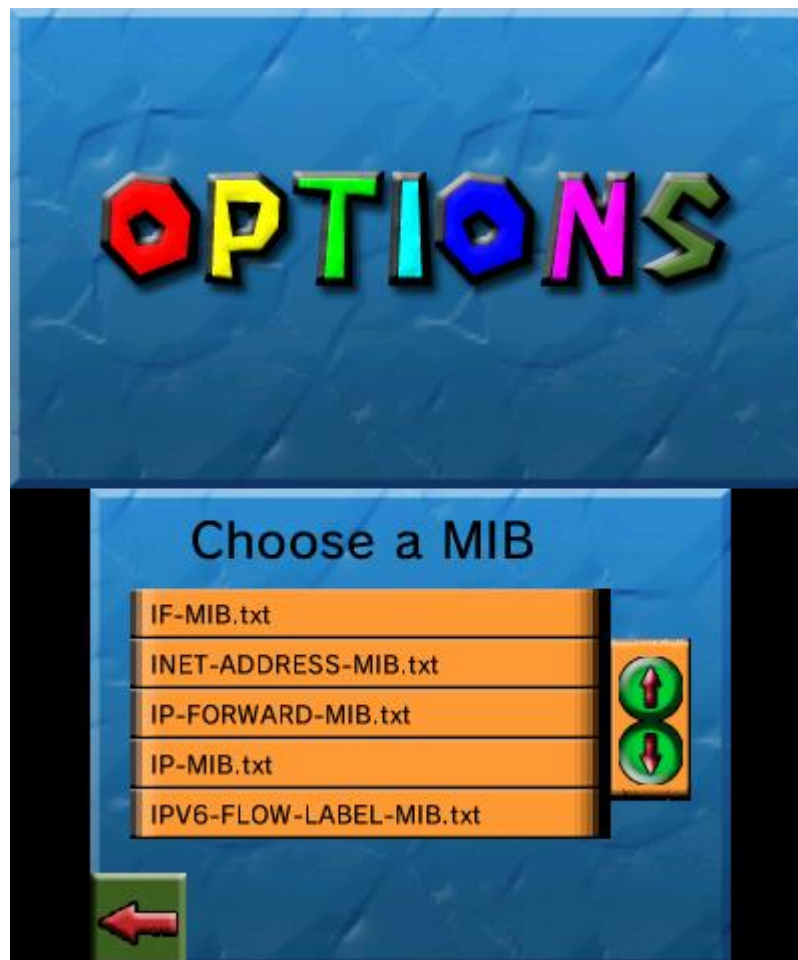 OPTIONS
Choose a MIB
IF-MIB.txt
INET-ADDRESS-MIB.txt
IP-FORWARD-MIB.txt
IP-MIB.txt
IPV6-FLOW-LABEL-MIB.txt